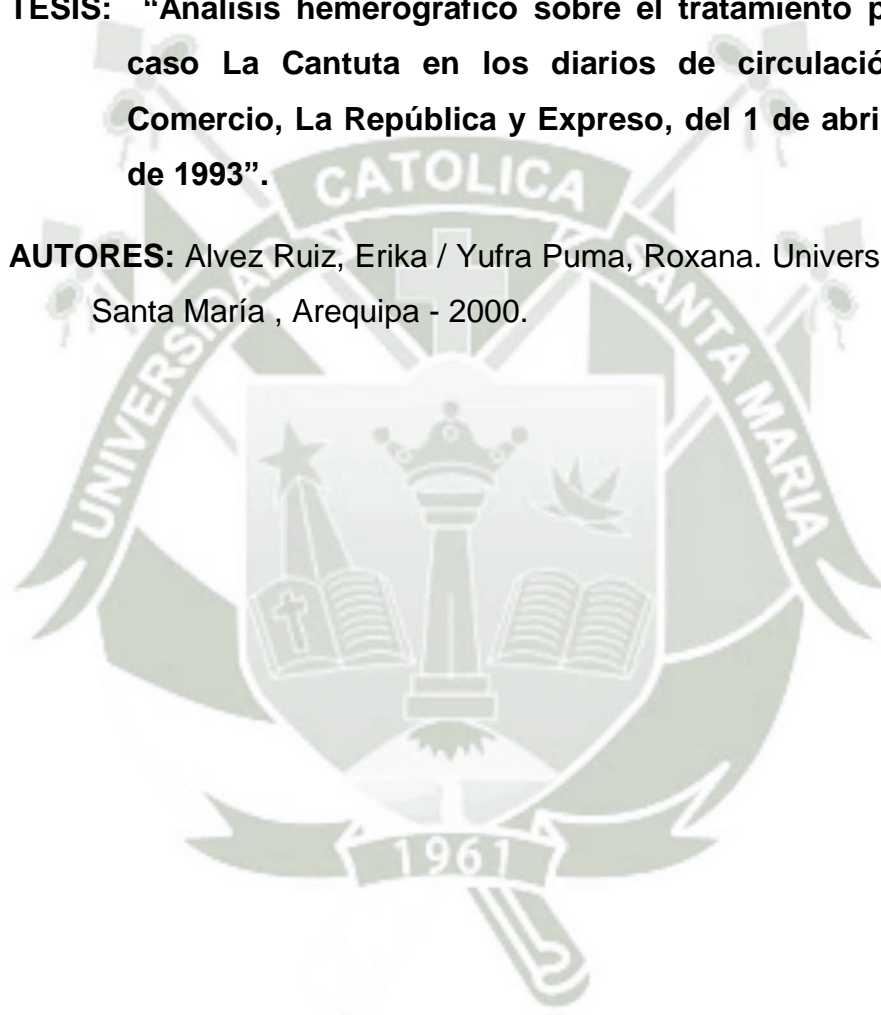 TESIS: "Análisis hemerográfico sobre el tratamiento p
caso La Cantuta en los diarios de circulació
Comercio, La República y Expreso, del 1 de abri
de 1993".
AUTORES: Alvez Ruiz, Erika / Yufra Puma, Roxana. Univers
Santa María , Arequipa - 2000.
UNIVERSIDAD CATOLICA SANTA MARIA
1961